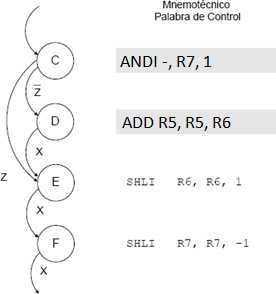 Mnemotécnico
Palabra de Control
C
ANDI -, R7, 1
z̅
D
ADD R5, R5, R6
x
z
E
SHLI R6, R6, 1
x
F
SHLI R7, R7, -1
x